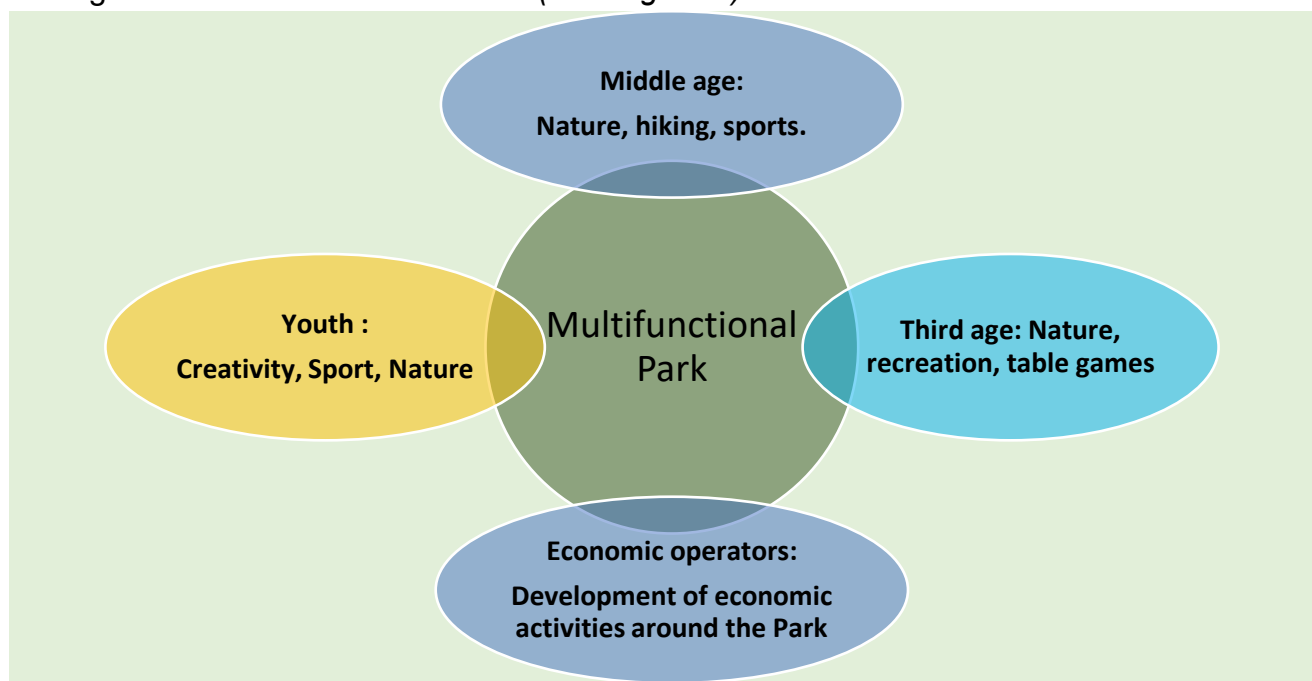 Middle age:
Nature, hiking, sports.
Youth :
Creativity, Sport, Nature
Multifunctional
Park
Third age: Nature,
recreation, table games
Economic operators:
Development of economic
activities around the Park